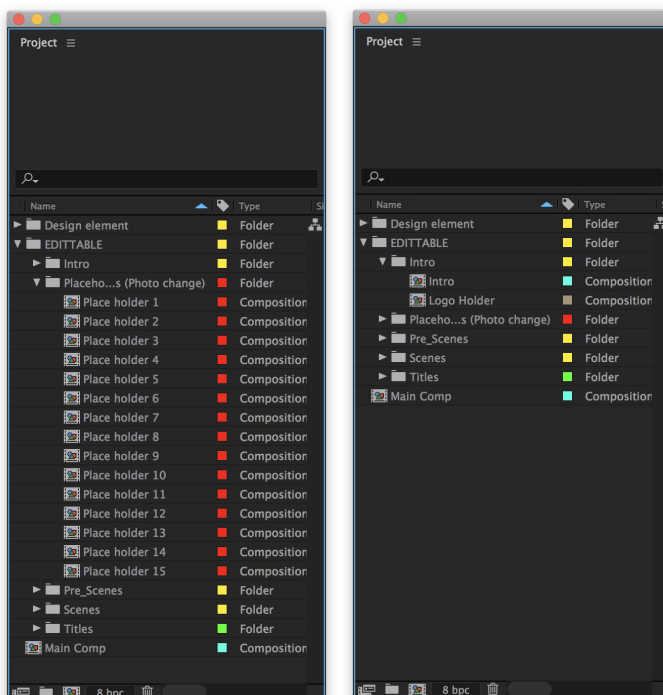 Project
Name Type Si
Design element Folder
EDITTABLE Folder
Intro Folder
Placeho...s (Photo change) Folder
Place holder 1 Composition
Place holder 2 Composition
Place holder 3 Composition
Place holder 4 Composition
Place holder 5 Composition
Place holder 6 Composition
Place holder 7 Composition
Place holder 8 Composition
Place holder 9 Composition
Place holder 10 Composition
Place holder 11 Composition
Place holder 12 Composition
Place holder 13 Composition
Place holder 14 Composition
Place holder 15 Composition
Pre_Scenes Folder
Scenes Folder
Titles Folder
Main Comp Composition
8 bpc
Project
Name Type
Design element Folder
EDITTABLE Folder
Intro Folder
Intro Composition
Logo Holder Composition
Placeho...s (Photo change) Folder
Pre_Scenes Folder
Scenes Folder
Titles Folder
Main Comp Composition
8 bpc